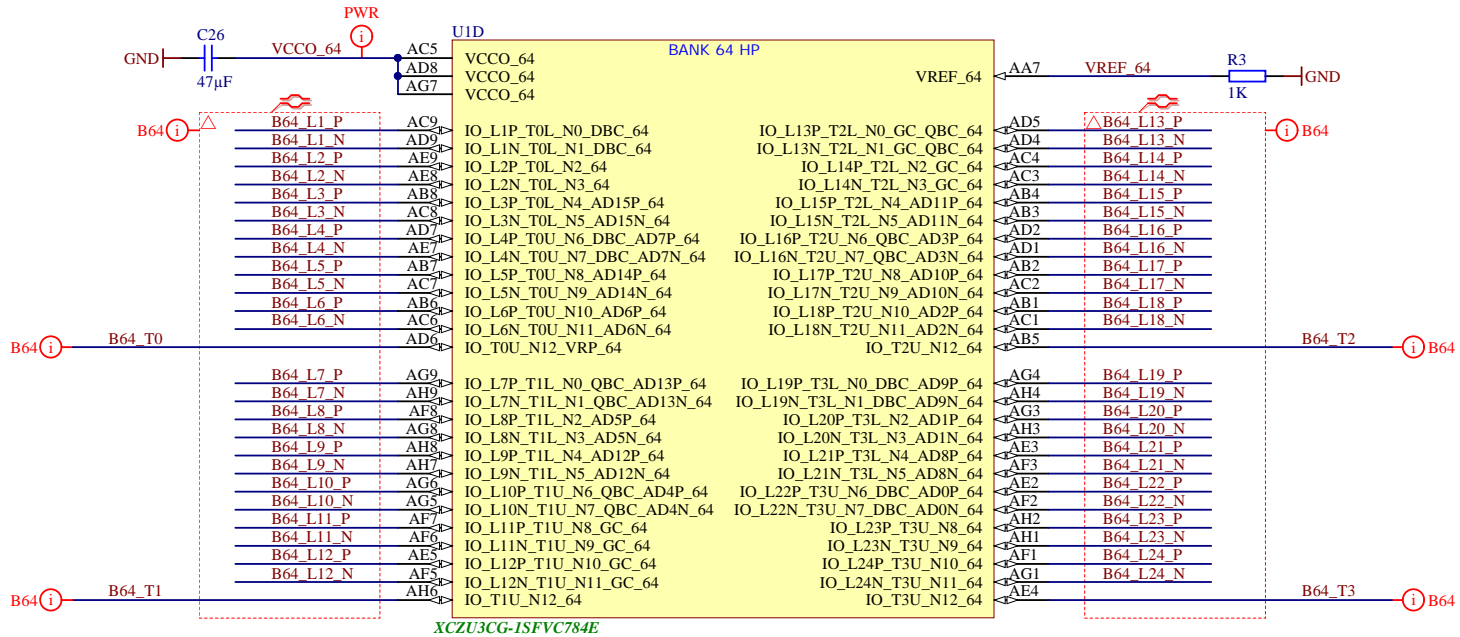 PWR
C26
U1D
GND
VCCO_64
47µF
BANK 64 HP
AC5 VCCO_64
AD8 VCCO_64
AG7 VCCO_64
VREF_64 AA7 VREF_64
R3
1K
GND
B64 i
i B64
B64_L1_P AC9 IO_L1P_T0L_N0_DBC_64
B64_L1_N AD9 IO_L1N_T0L_N1_DBC_64
B64_L2_P AE9 IO_L2P_T0L_N2_64
B64_L2_N AE8 IO_L2N_T0L_N3_64
B64_L3_P AB8 IO_L3P_T0L_N4_AD15P_64
B64_L3_N AC8 IO_L3N_T0L_N5_AD15N_64
B64_L4_P AD7 IO_L4P_T0U_N6_DBC_AD7P_64
B64_L4_N AE7 IO_L4N_T0U_N7_DBC_AD7N_64
B64_L5_P AB7 IO_L5P_T0U_N8_AD14P_64
B64_L5_N AC7 IO_L5N_T0U_N9_AD14N_64
B64_L6_P AB6 IO_L6P_T0U_N10_AD6P_64
B64_L6_N AC6 IO_L6N_T0U_N11_AD6N_64
B64 i B64_T0 AD6 IO_T0U_N12_VRP_64
B64_L7_P AG9 IO_L7P_T1L_N0_QBC_AD13P_64
B64_L7_N AH9 IO_L7N_T1L_N1_QBC_AD13N_64
B64_L8_P AF8 IO_L8P_T1L_N2_AD5P_64
B64_L8_N AG8 IO_L8N_T1L_N3_AD5N_64
B64_L9_P AH8 IO_L9P_T1L_N4_AD12P_64
B64_L9_N AH7 IO_L9N_T1L_N5_AD12N_64
B64_L10_P AG6 IO_L10P_T1U_N6_QBC_AD4P_64
B64_L10_N AG5 IO_L10N_T1U_N7_QBC_AD4N_64
B64_L11_P AF7 IO_L11P_T1U_N8_GC_64
B64_L11_N AF6 IO_L11N_T1U_N9_GC_64
B64_L12_P AE5 IO_L12P_T1U_N10_GC_64
B64_L12_N AF5 IO_L12N_T1U_N11_GC_64
B64 i B64_T1 AH6 IO_T1U_N12_64
IO_L13P_T2L_N0_GC_QBC_64 AD5 B64_L13_P
IO_L13N_T2L_N1_GC_QBC_64 AD4 B64_L13_N
IO_L14P_T2L_N2_GC_64 AC4 B64_L14_P
IO_L14N_T2L_N3_GC_64 AC3 B64_L14_N
IO_L15P_T2L_N4_AD11P_64 AB4 B64_L15_P
IO_L15N_T2L_N5_AD11N_64 AB3 B64_L15_N
IO_L16P_T2U_N6_QBC_AD3P_64 AD2 B64_L16_P
IO_L16N_T2U_N7_QBC_AD3N_64 AD1 B64_L16_N
IO_L17P_T2U_N8_AD10P_64 AB2 B64_L17_P
IO_L17N_T2U_N9_AD10N_64 AC2 B64_L17_N
IO_L18P_T2U_N10_AD2P_64 AB1 B64_L18_P
IO_L18N_T2U_N11_AD2N_64 AC1 B64_L18_N
IO_T2U_N12_64 AB5 B64_T2 i B64
IO_L19P_T3L_N0_DBC_AD9P_64 AG4 B64_L19_P
IO_L19N_T3L_N1_DBC_AD9N_64 AH4 B64_L19_N
IO_L20P_T3L_N2_AD1P_64 AG3 B64_L20_P
IO_L20N_T3L_N3_AD1N_64 AH3 B64_L20_N
IO_L21P_T3L_N4_AD8P_64 AE3 B64_L21_P
IO_L21N_T3L_N5_AD8N_64 AF3 B64_L21_N
IO_L22P_T3U_N6_DBC_AD0P_64 AE2 B64_L22_P
IO_L22N_T3U_N7_DBC_AD0N_64 AF2 B64_L22_N
IO_L23P_T3U_N8_64 AH2 B64_L23_P
IO_L23N_T3U_N9_64 AH1 B64_L23_N
IO_L24P_T3U_N10_64 AF1 B64_L24_P
IO_L24N_T3U_N11_64 AG1 B64_L24_N
IO_T3U_N12_64 AE4 B64_T3 i B64
XCZU3CG-1SFVC784E